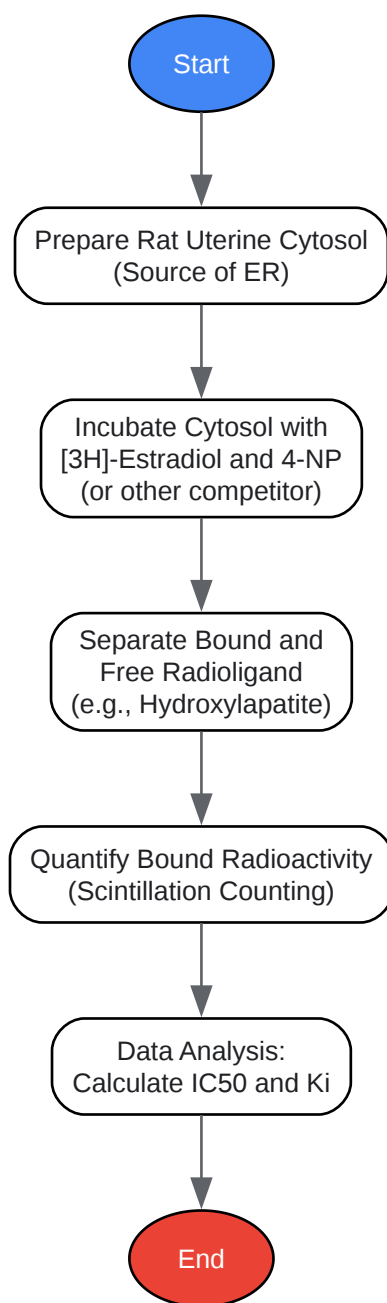 Start
Prepare Rat Uterine Cytosol
(Source of ER)
Incubate Cytosol with
[3H]-Estradiol and 4-NP
(or other competitor)
Separate Bound and
Free Radioligand
(e.g., Hydroxylapatite)
Quantify Bound Radioactivity
(Scintillation Counting)
Data Analysis:
Calculate IC50 and Ki
End